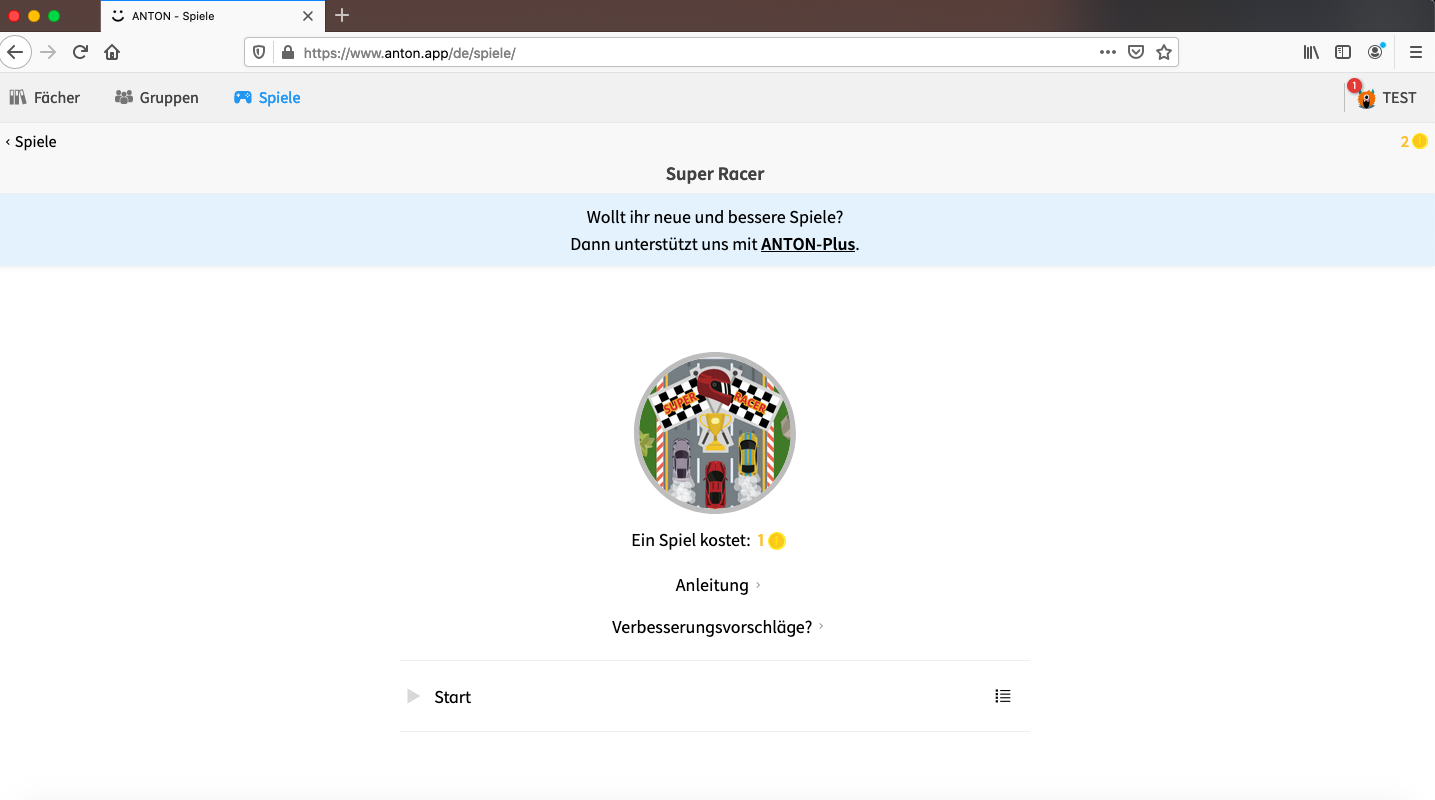 ANTON - Spiele
https://www.anton.app/de/spiele/
Fächer
Gruppen
Spiele
1
TEST
‹ Spiele
2
Super Racer
Wollt ihr neue und bessere Spiele?
Dann unterstützt uns mit ANTON-Plus.
SUPER RACER
Ein Spiel kostet: 1
Anleitung ›
Verbesserungsvorschläge? ›
Start